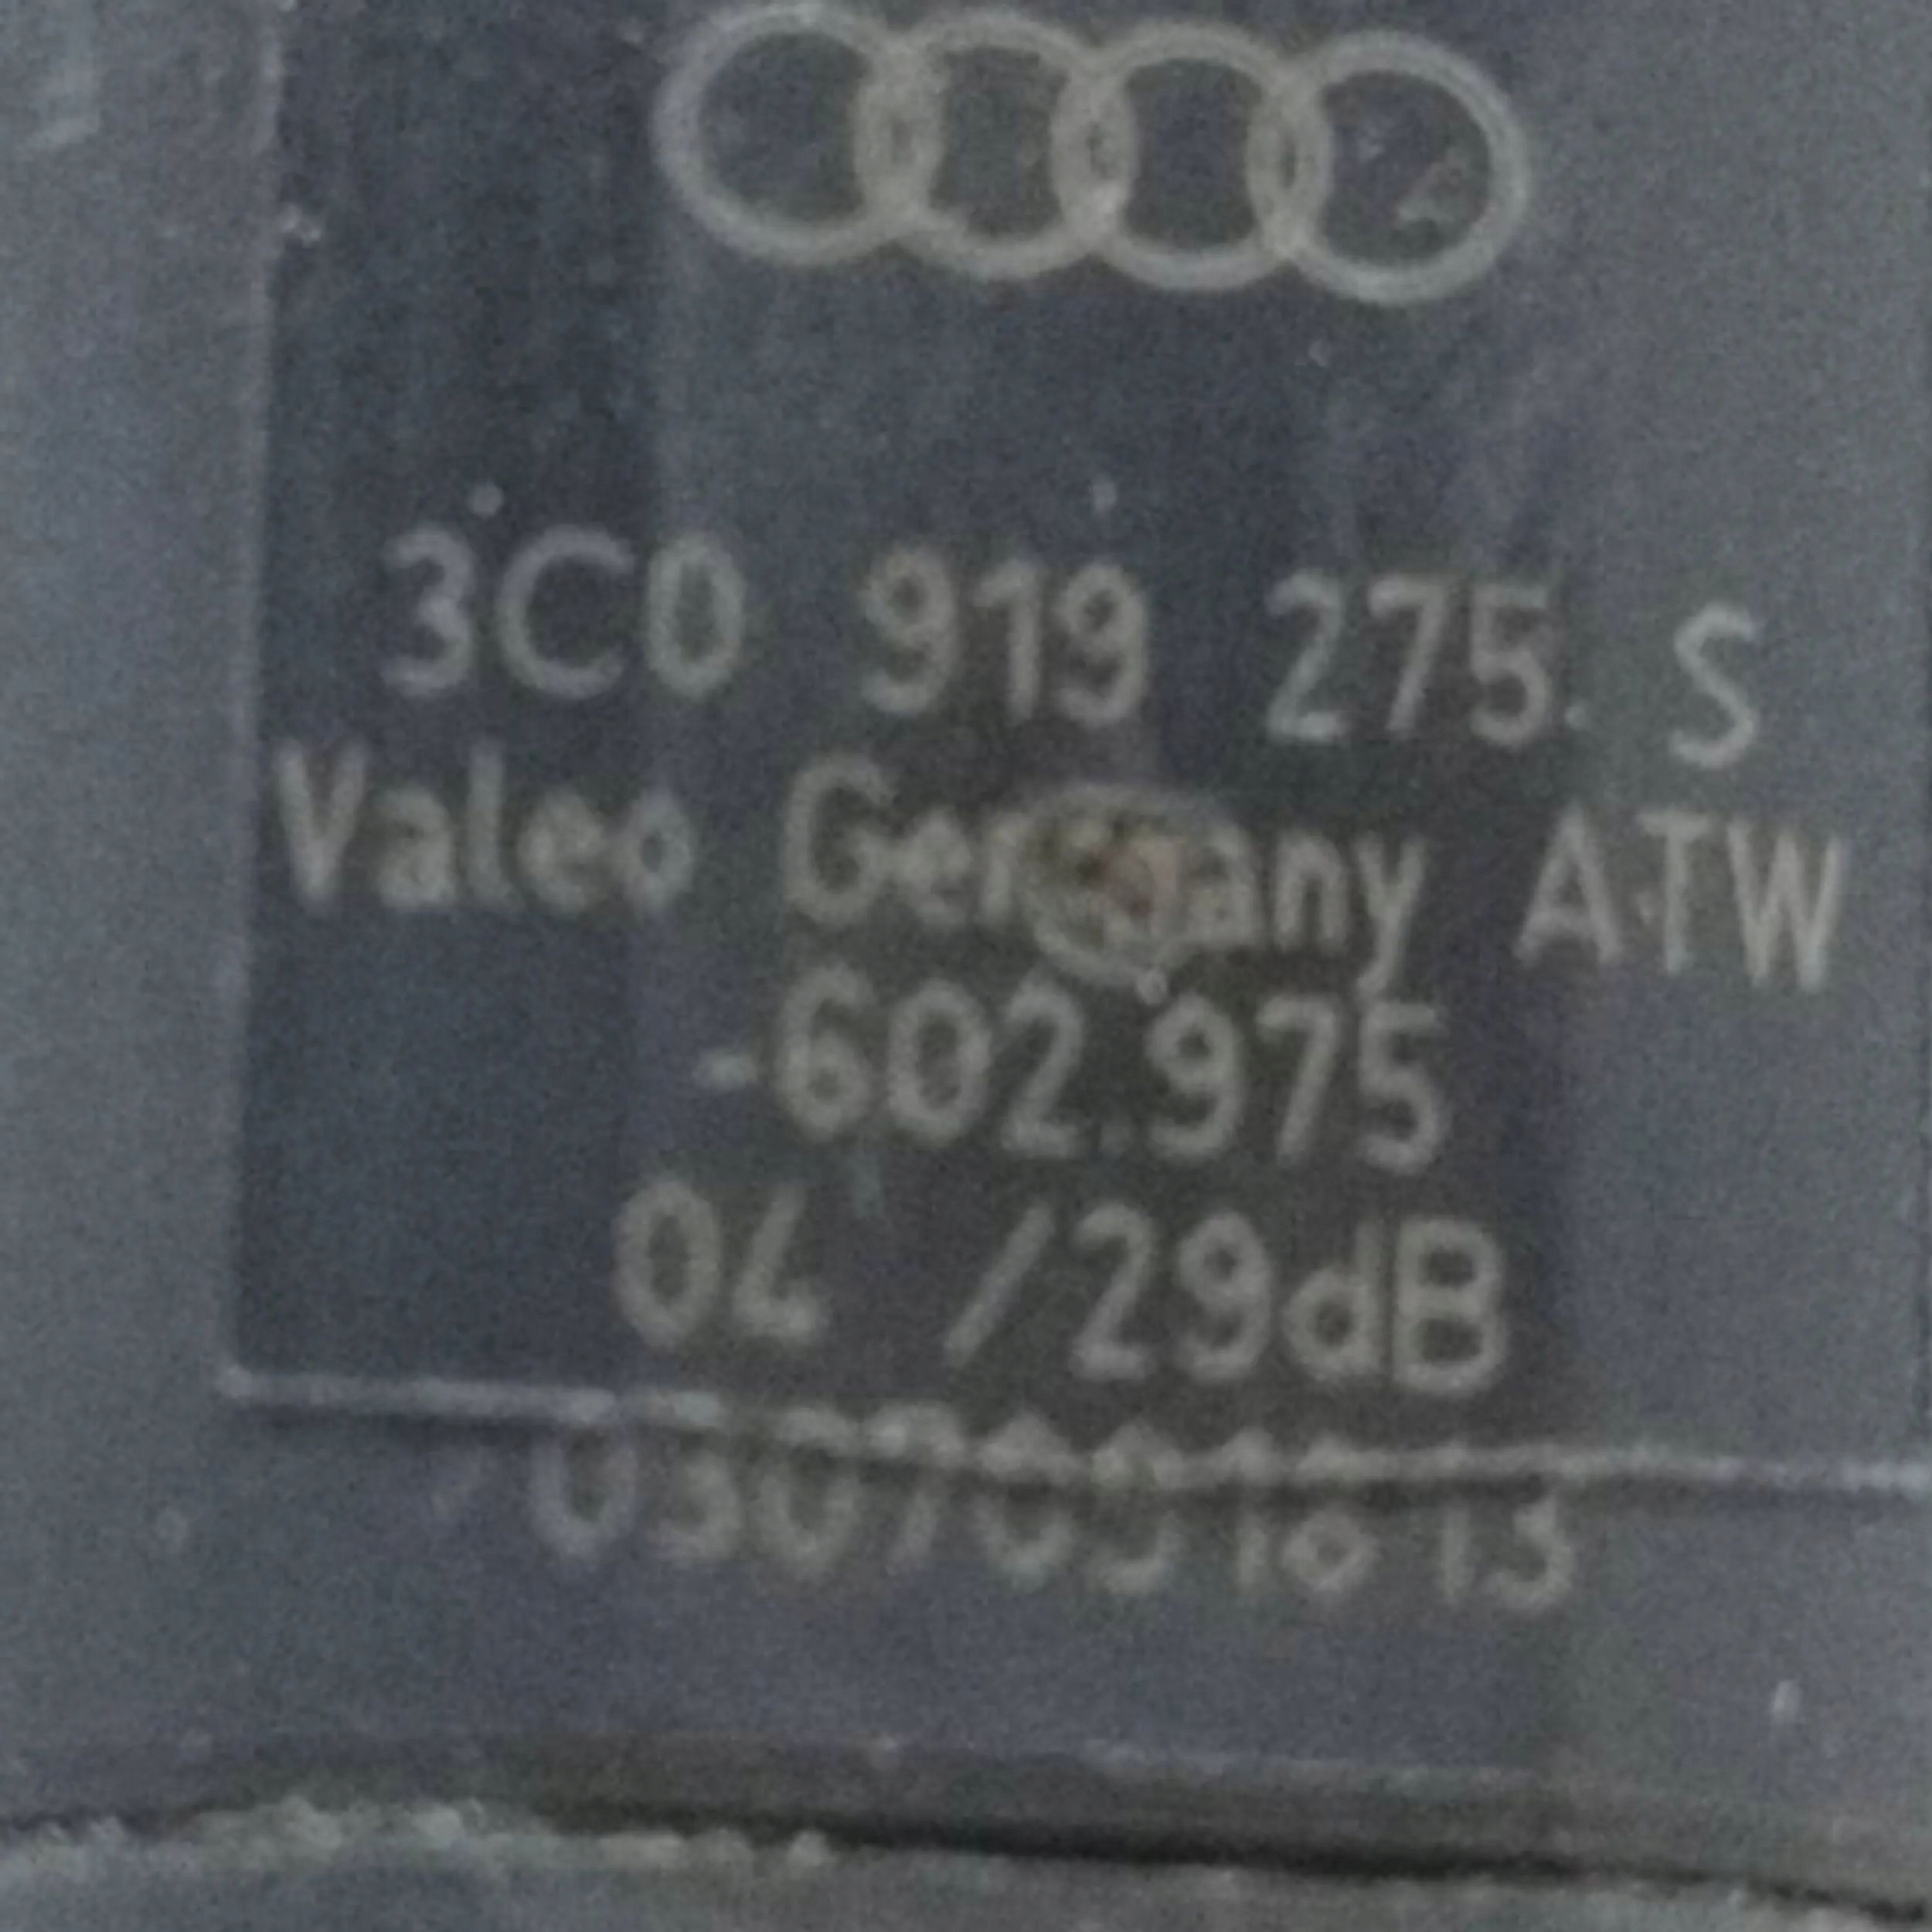 3C0 919 275 S
Valeo Germany ATW
-602.975
04 /29dB